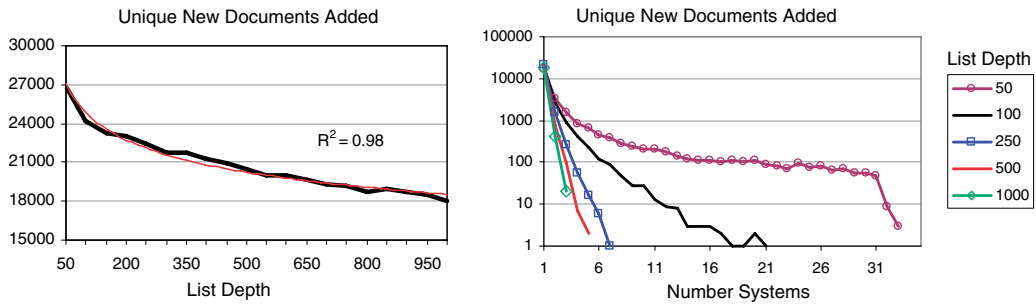 Unique New Documents Added
30000
27000
24000
21000
18000
15000
R² = 0.98
50 200 350 500 650 800 950
List Depth
Unique New Documents Added
100000
10000
1000
100
10
1
1 6 11 16 21 26 31
Number Systems
List Depth
50
100
250
500
1000